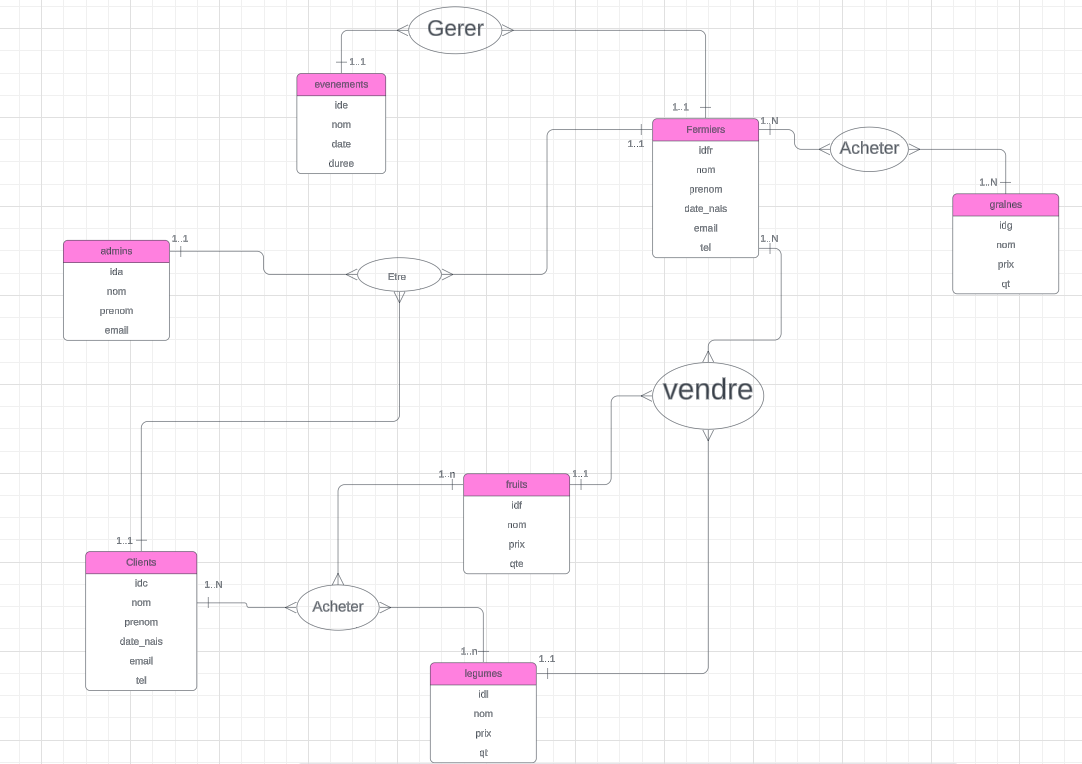 Gerer
1..1
evenements
ide
nom
date
duree
1..1
Fermiers
idfr
nom
prenom
date_nais
email
tel
1..1
1..N
Acheter
1..N
graines
idg
nom
prix
qt
1..N
admins
ida
nom
prenom
email
1..1
Etre
vendre
1..n
fruits
idf
nom
prix
qte
1..1
1..1
Clients
idc
nom
prenom
date_nais
email
tel
1..N
Acheter
1..n
legumes
idl
nom
prix
qt
1..1